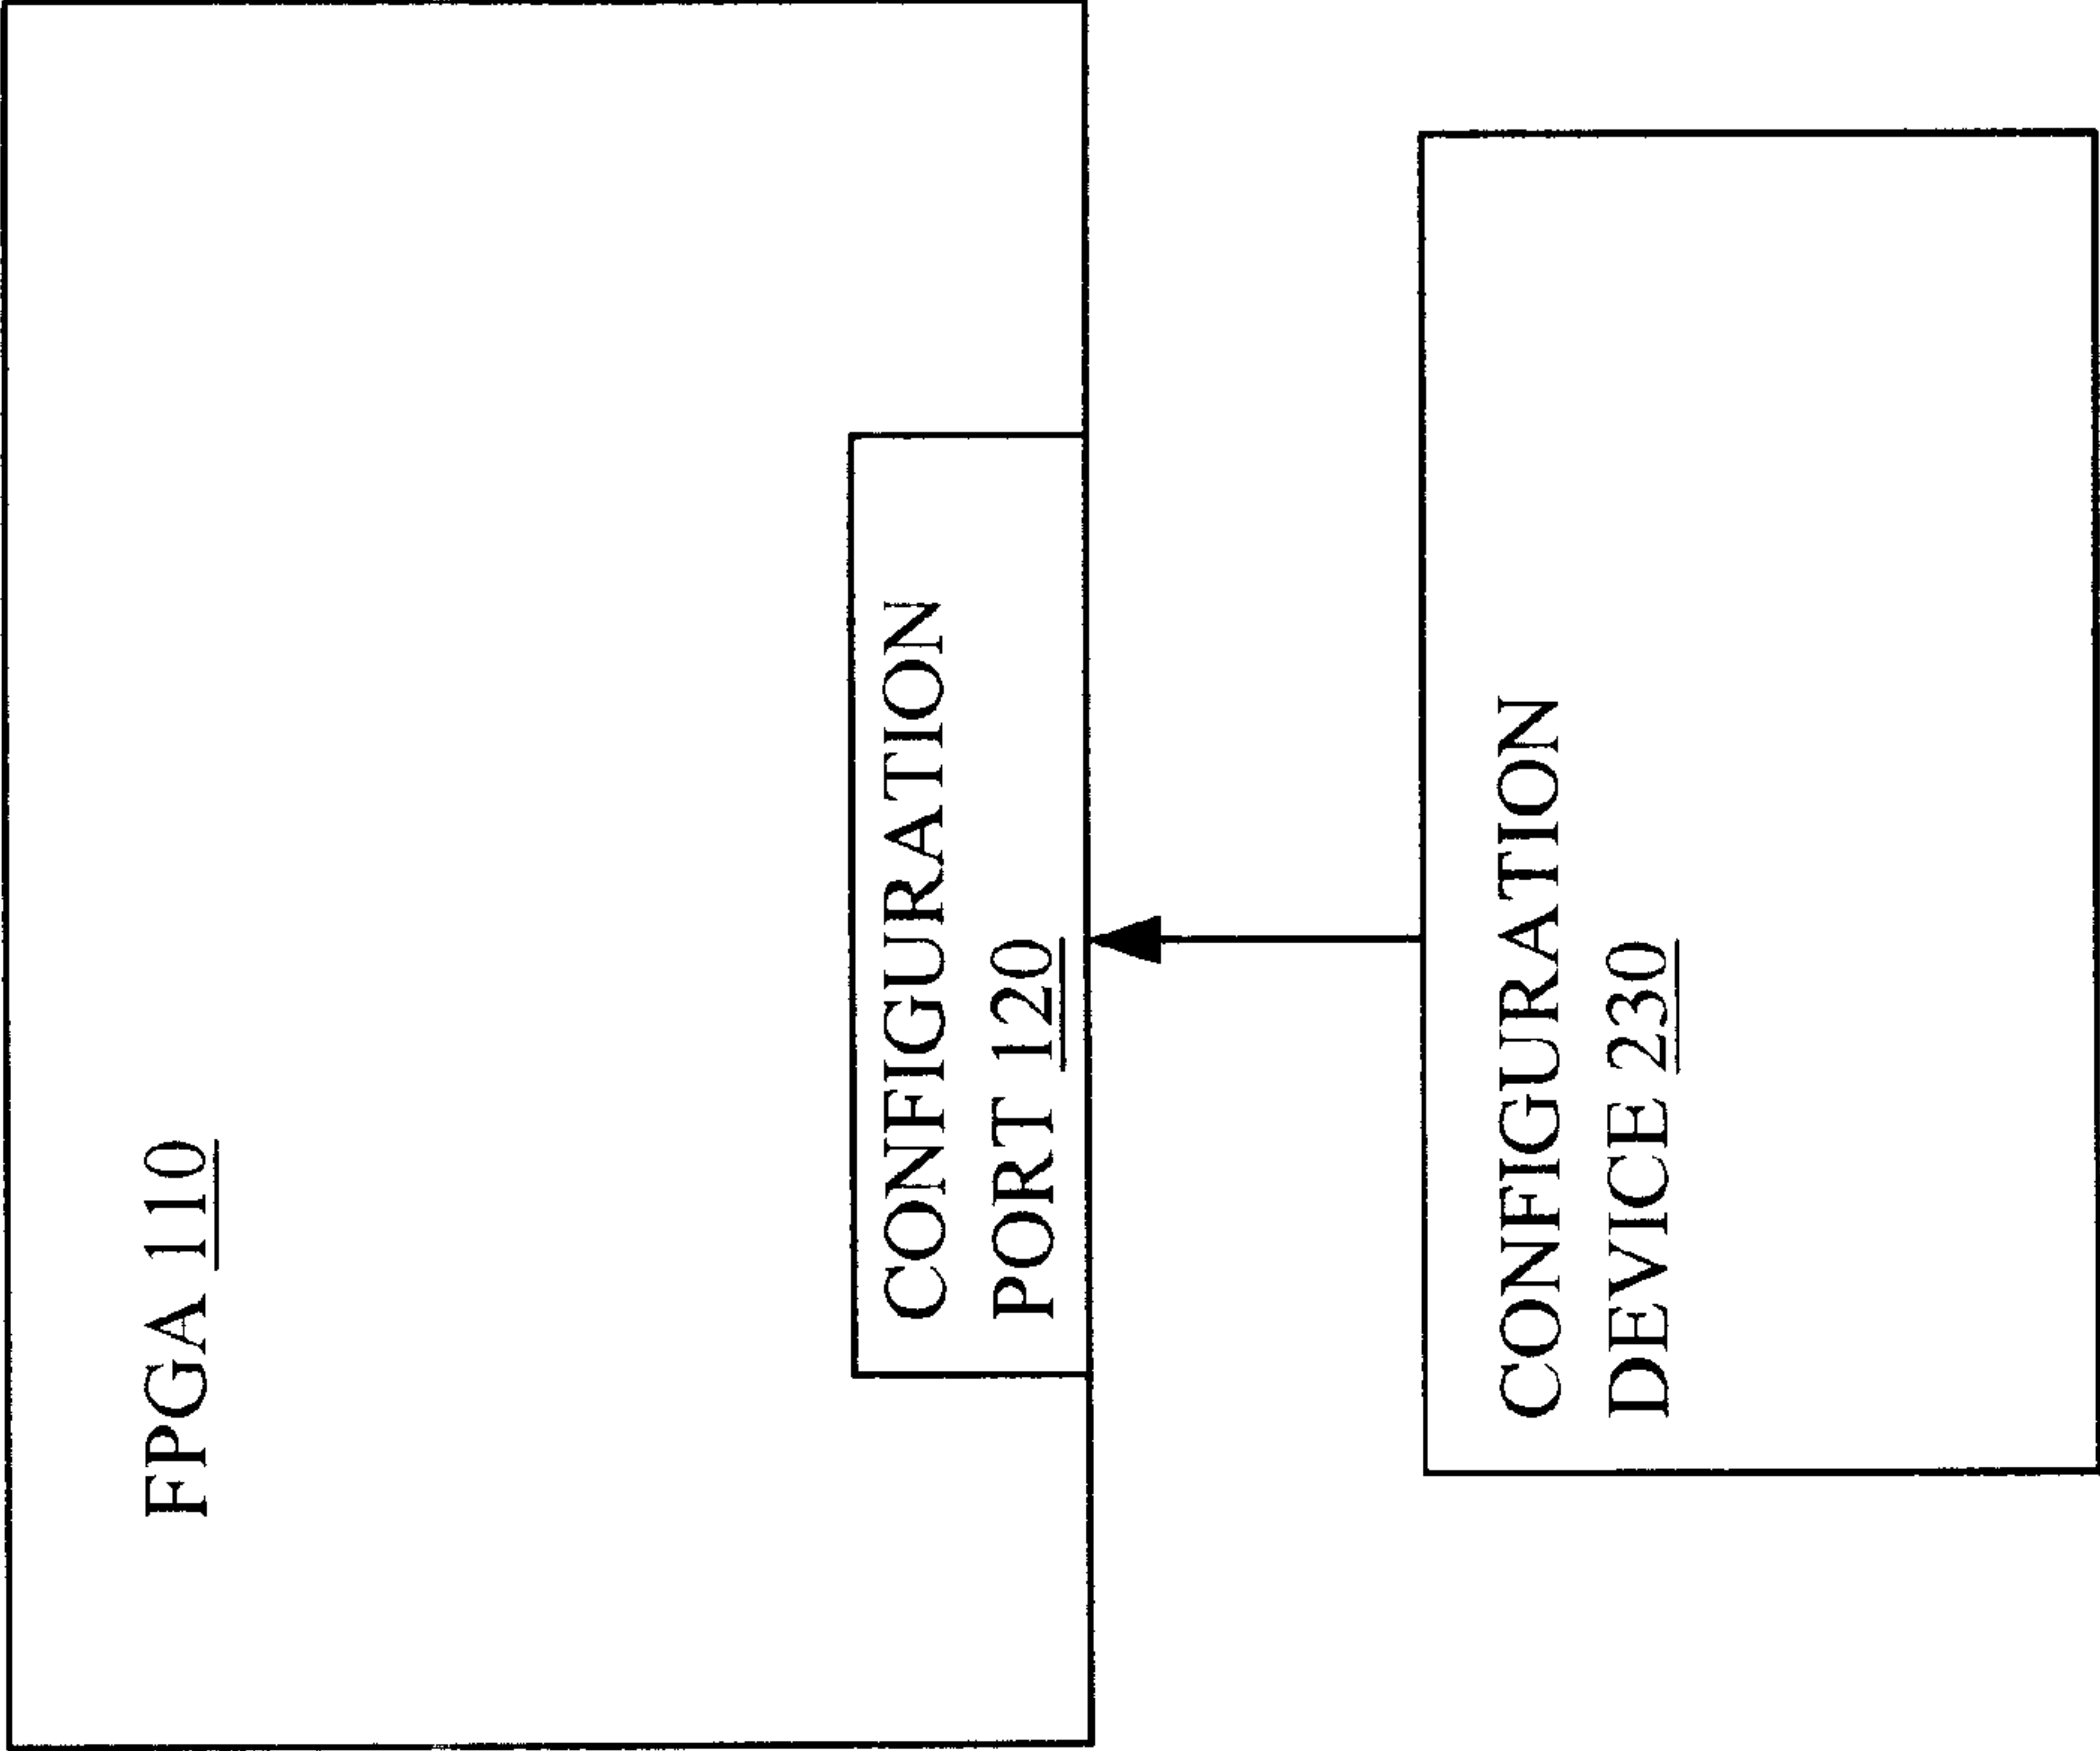 FPGA 110
CONFIGURATION
PORT 120
CONFIGURATION
DEVICE 230